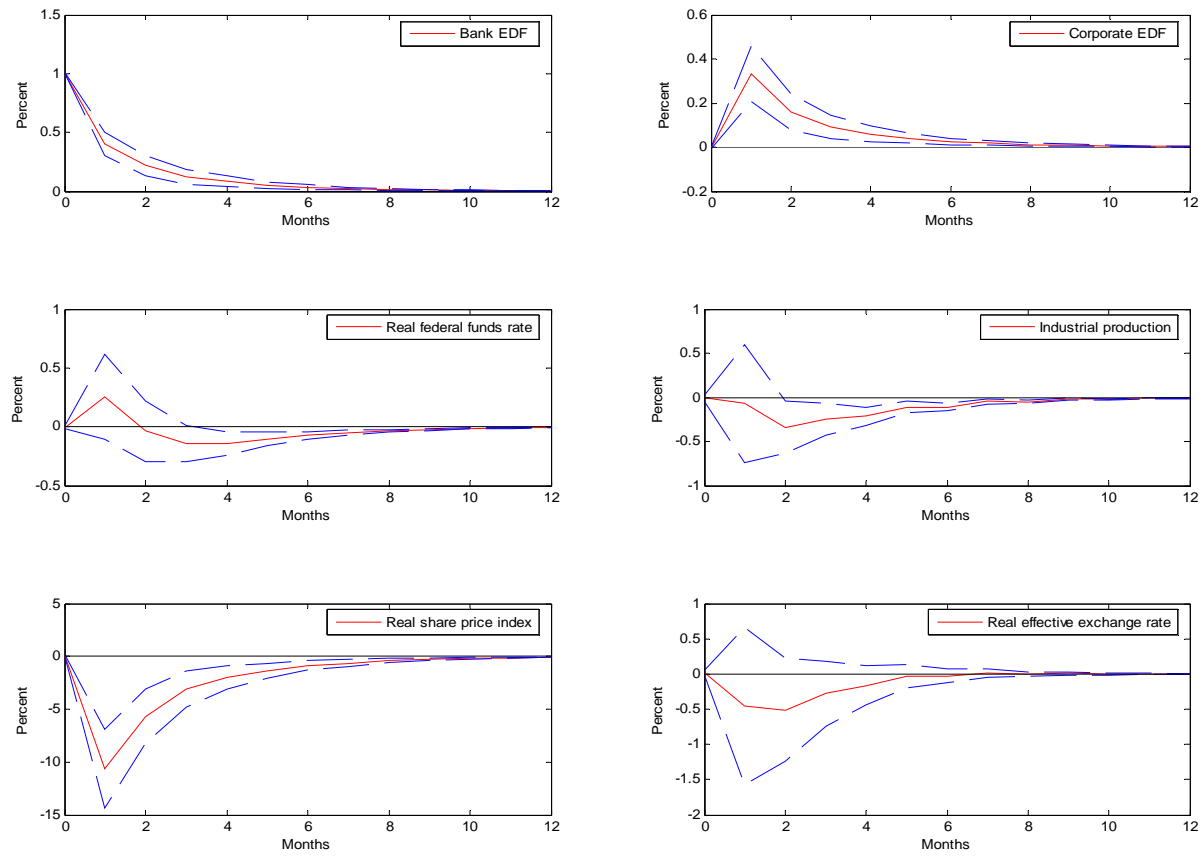 1.5
1
0.5
0
Percent
Bank EDF
0 2 4 6 8 10 12
Months
0.6
0.4
0.2
0
-0.2
Percent
Corporate EDF
0 2 4 6 8 10 12
Months
1
0.5
0
-0.5
Percent
Real federal funds rate
0 2 4 6 8 10 12
Months
1
0.5
0
-0.5
-1
Percent
Industrial production
0 2 4 6 8 10 12
Months
5
0
-5
-10
-15
Percent
Real share price index
0 2 4 6 8 10 12
Months
1
0.5
0
-0.5
-1
-1.5
-2
Percent
Real effective exchange rate
0 2 4 6 8 10 12
Months